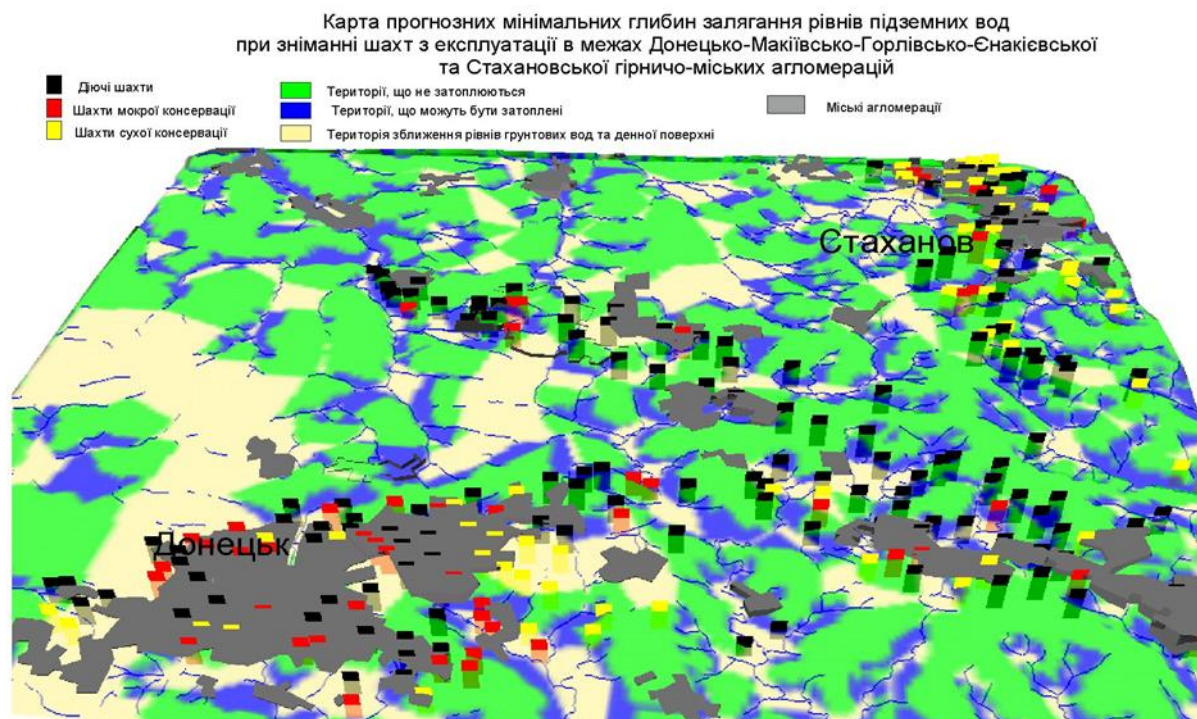 Карта прогнозних мінімальних глибин залягання рівнів підземних вод
при зніманні шахт з експлуатації в межах Донецько-Макіївсько-Горлівсько-Єнакієвської
та Стахановської гірничо-міських агломерацій
Діючі шахти
Шахти мокрої консервації
Шахти сухої консервації
Території, що не затоплюються
Території, що можуть бути затоплені
Територія зближення рівнів грунтових вод та денної поверхні
Міські агломерації
Стаханов
Донецьк